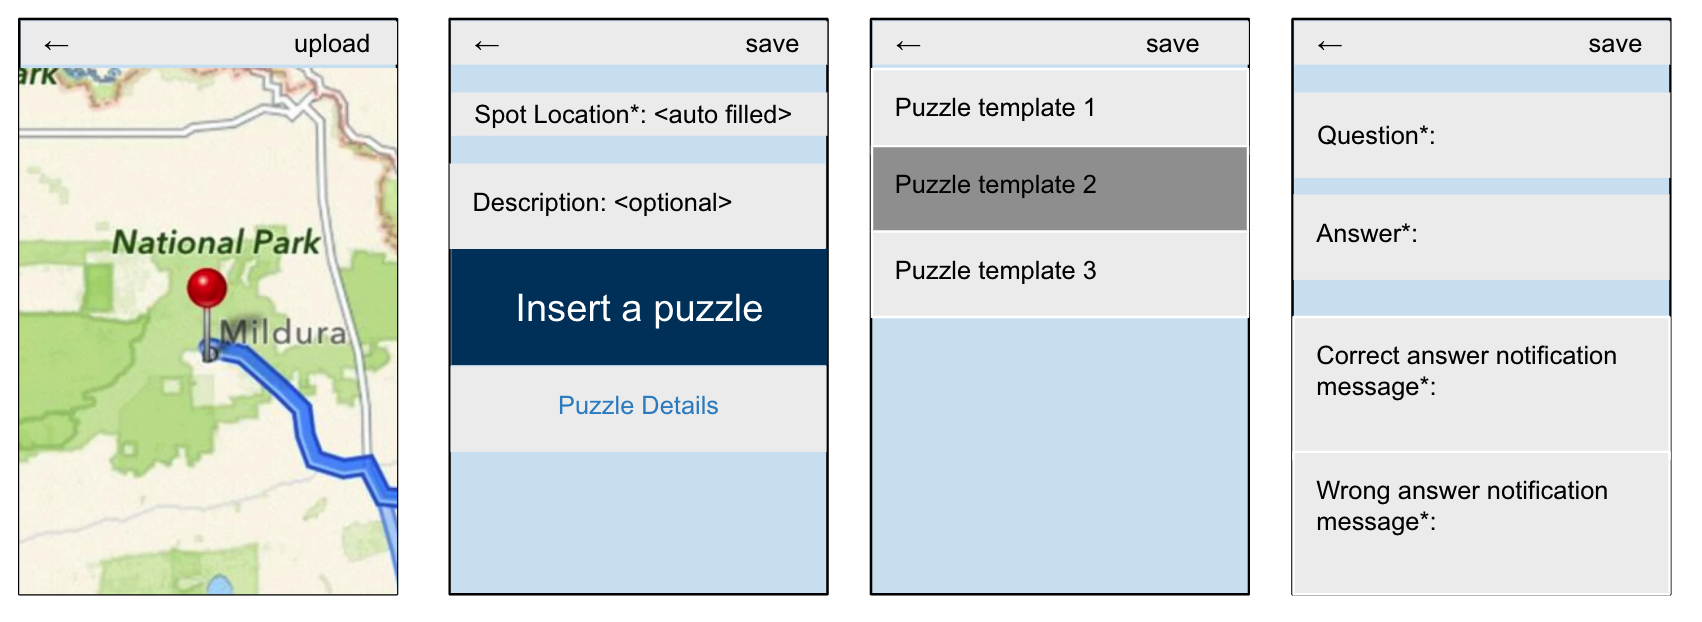 ← upload
ark
National Park
Mildura
← save
Spot Location*: <auto filled>
Description: <optional>
Insert a puzzle
Puzzle Details
← save
Puzzle template 1
Puzzle template 2
Puzzle template 3
← save
Question*:
Answer*:
Correct answer notification
message*:
Wrong answer notification
message*: